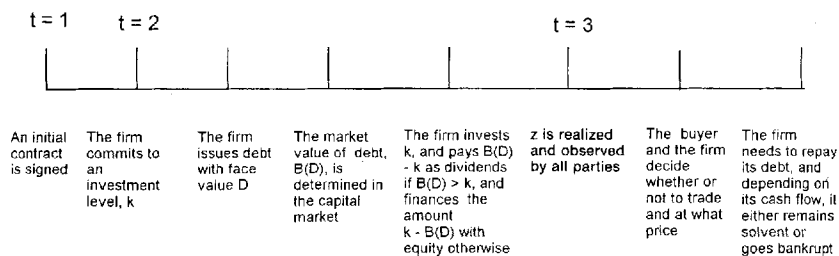 t = 1
t = 2
t = 3
An initial
contract
is signed
The firm
commits to
an
investment
level, k
The firm
issues debt
with face
value D
The market
value of debt,
B(D), is
determined in
the capital
market
The firm invests
k, and pays B(D)
- k as dividends
if B(D) > k, and
finances the
amount
k - B(D) with
equity otherwise
z is realized
and observed
by all parties
The buyer
and the firm
decide
whether or
not to trade
and at what
price
The firm
needs to repay
its debt, and
depending on
its cash flow, it
either remains
solvent or
goes bankrupt